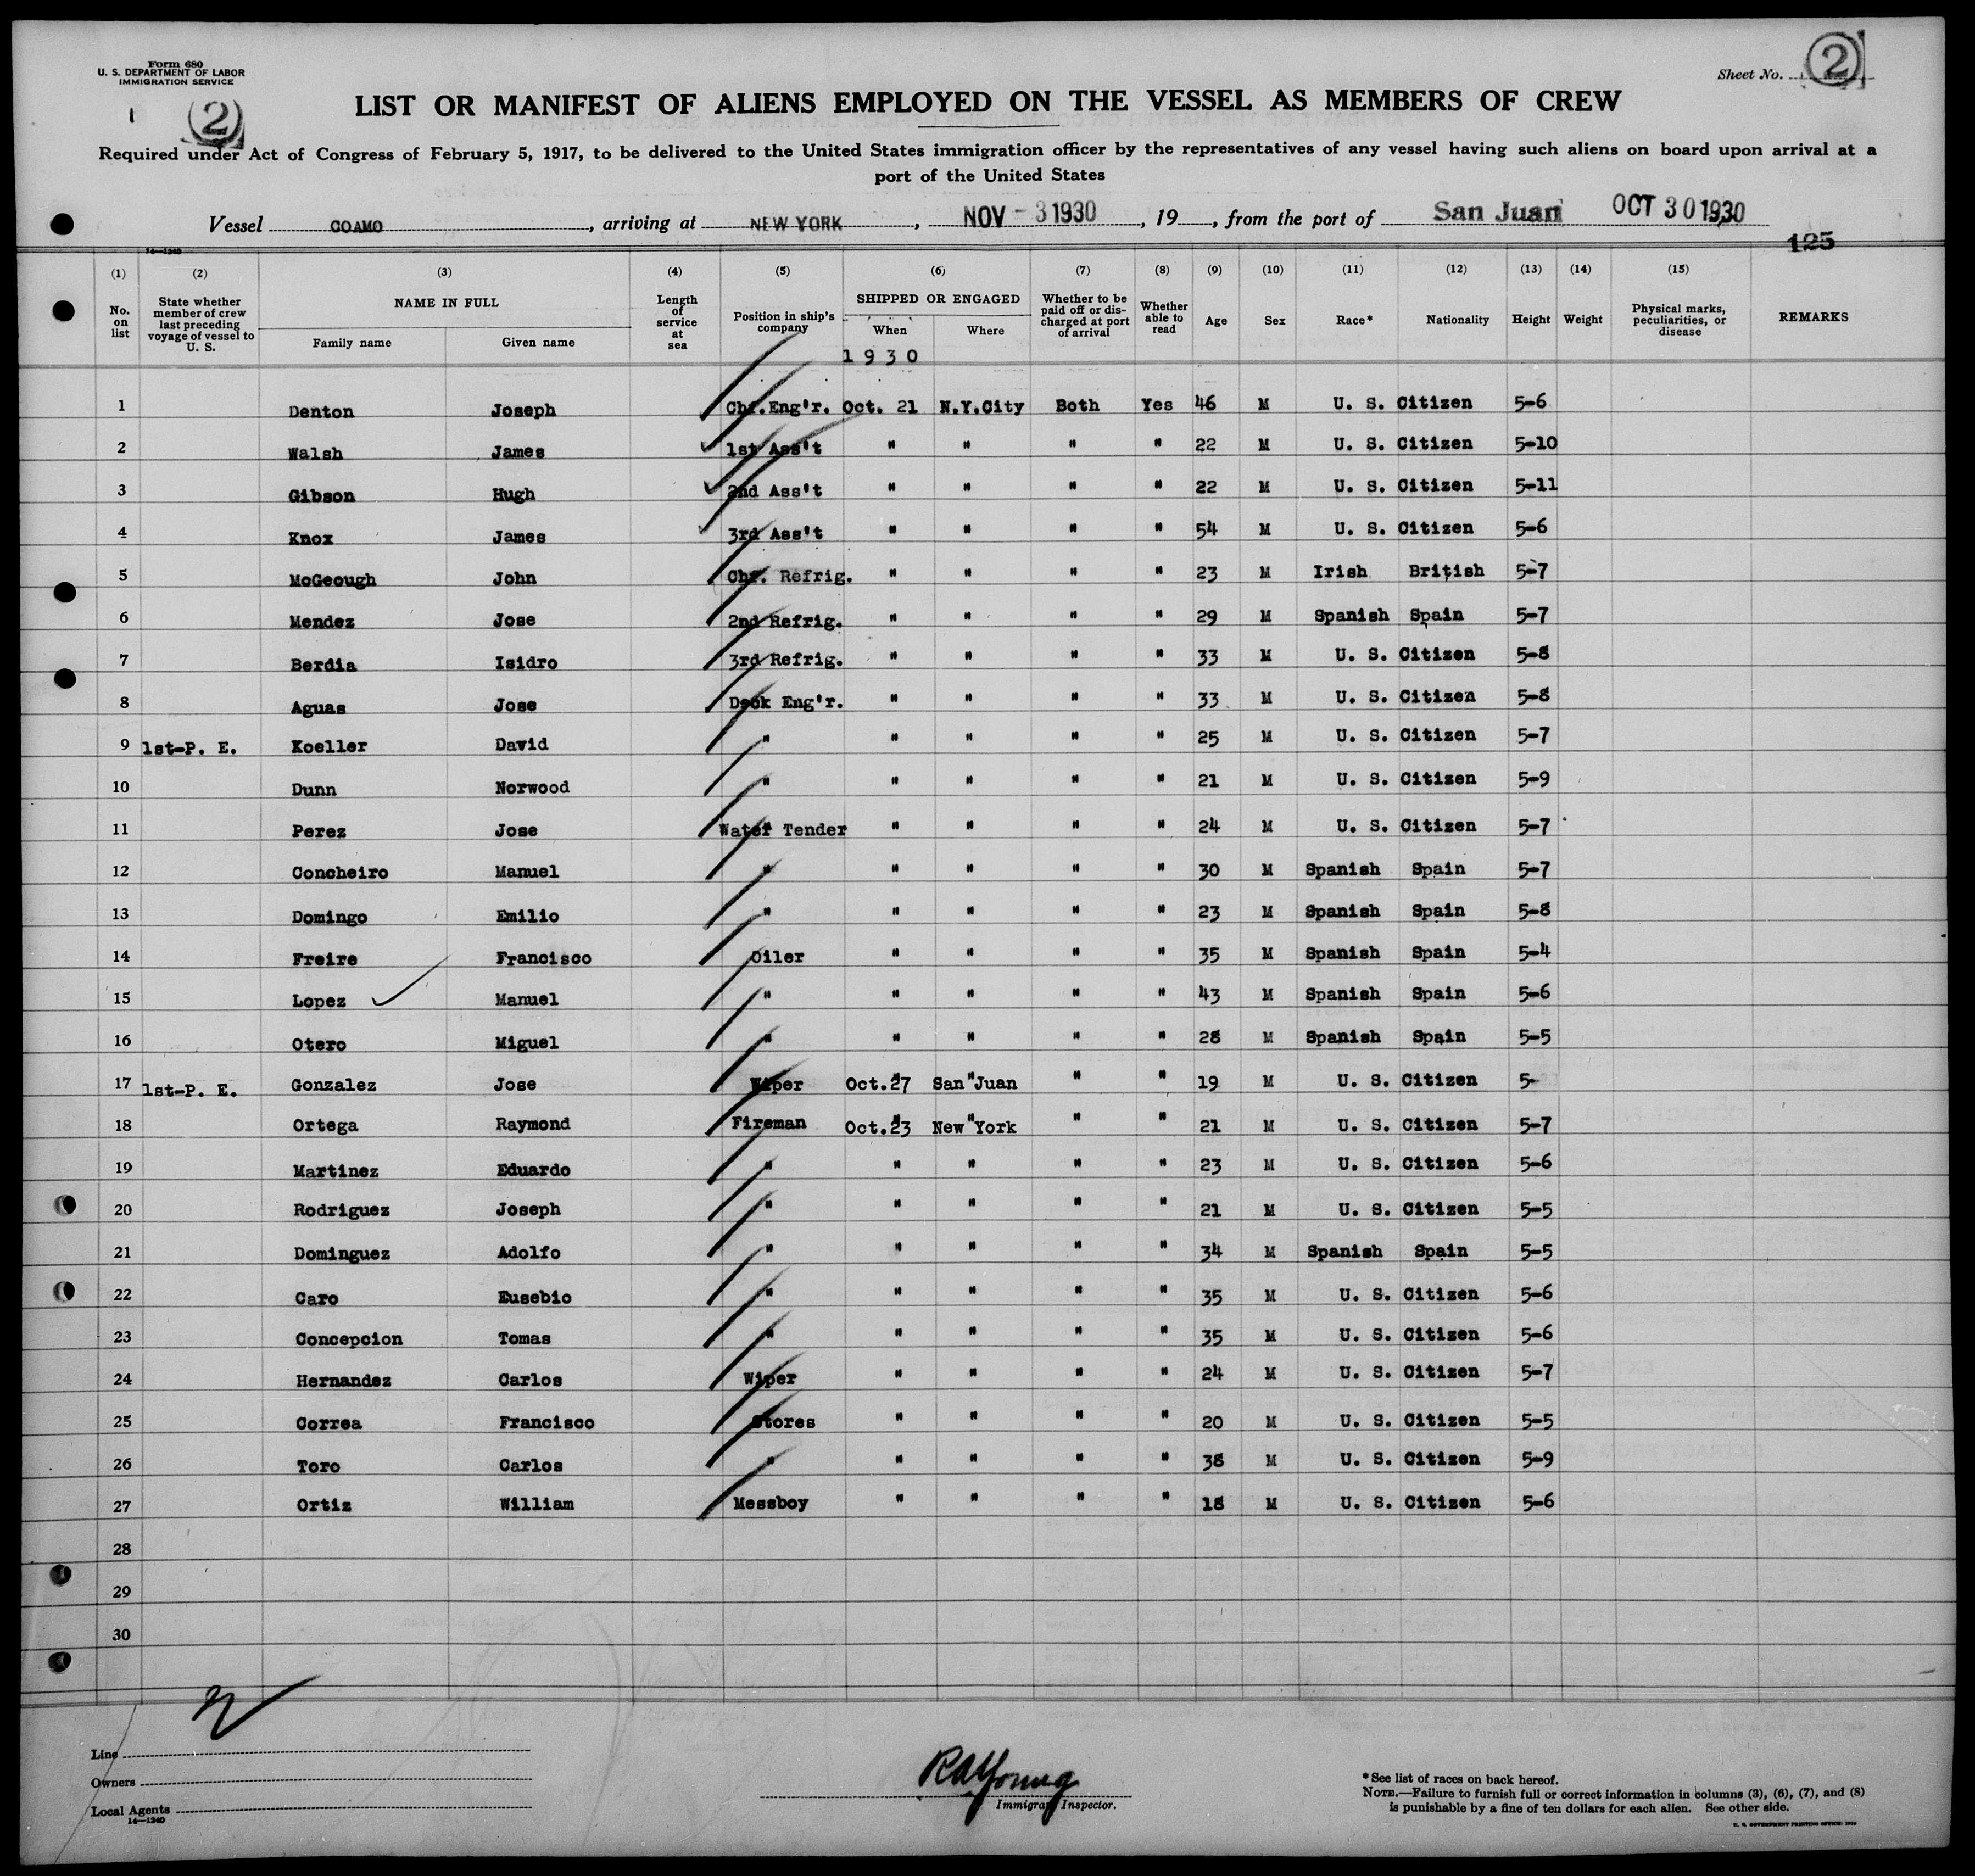 Form 680
U. S. DEPARTMENT OF LABOR
IMMIGRATION SERVICE
1 2
Sheet No. 2
LIST OR MANIFEST OF ALIENS EMPLOYED ON THE VESSEL AS MEMBERS OF CREW
Required under Act of Congress of February 5, 1917, to be delivered to the United States immigration officer by the representatives of any vessel having such aliens on board upon arrival at a
port of the United States
Vessel COAMO, arriving at NEW YORK, NOV - 3 1930, 19, from the port of San Juan OCT 30 1930
125
14—1240
(1) (2) (3) (4) (5) (6) (7) (8) (9) (10) (11) (12) (13) (14) (15)
No. on list State whether member of crew last preceding voyage of vessel to U. S. NAME IN FULL Family name Given name Length of service at sea Position in ship's company SHIPPED OR ENGAGED When Where Whether to be paid off or discharged at port of arrival Whether able to read Age Sex Race* Nationality Height Weight Physical marks, peculiarities, or disease REMARKS
1930
1 Denton Joseph Chf.Eng'r. Oct. 21 N.Y.City Both Yes 46 M U. S. Citizen 5-6
2 Walsh James 1st Ass't " " " " 22 M U. S. Citizen 5-10
3 Gibson Hugh 2nd Ass't " " " " 22 M U. S. Citizen 5-11
4 Knox James 3rd Ass't " " " " 54 M U. S. Citizen 5-6
5 McGeough John Chf. Refrig. " " " " 23 M Irish British 5-7
6 Mendez Jose 2nd Refrig. " " " " 29 M Spanish Spain 5-7
7 Berdia Isidro 3rd Refrig. " " " " 33 M U. S. Citizen 5-8
8 Aguas Jose Deck Eng'r. " " " " 33 M U. S. Citizen 5-8
9 1st-P. E. Koeller David " " " " " 25 M U. S. Citizen 5-7
10 Dunn Norwood " " " " " 21 M U. S. Citizen 5-9
11 Perez Jose Water Tender " " " " 24 M U. S. Citizen 5-7
12 Concheiro Manuel " " " " " 30 M Spanish Spain 5-7
13 Domingo Emilio " " " " " 23 M Spanish Spain 5-8
14 Freire Francisco Oiler " " " " 35 M Spanish Spain 5-4
15 Lopez Manuel " " " " " 43 M Spanish Spain 5-6
16 Otero Miguel " " " " " 28 M Spanish Spain 5-5
17 1st-P. E. Gonzalez Jose Wiper Oct.27 San Juan " " 19 M U. S. Citizen 5-
18 Ortega Raymond Fireman Oct.23 New York " " 21 M U. S. Citizen 5-7
19 Martinez Eduardo " " " " " 23 M U. S. Citizen 5-6
20 Rodriguez Joseph " " " " " 21 M U. S. Citizen 5-5
21 Dominguez Adolfo " " " " " 34 M Spanish Spain 5-5
22 Caro Eusebio " " " " " 35 M U. S. Citizen 5-6
23 Concepcion Tomas " " " " " 35 M U. S. Citizen 5-6
24 Hernandez Carlos Wiper " " " " 24 M U. S. Citizen 5-7
25 Correa Francisco Stores " " " " 20 M U. S. Citizen 5-5
26 Toro Carlos " " " " " 38 M U. S. Citizen 5-9
27 Ortiz William Messboy " " " " 18 M U. S. Citizen 5-6
28
29
30
Line
Owners
Local Agents
14—1240
RA Young
Immigrant Inspector.
*See list of races on back hereof.
NOTE.—Failure to furnish full or correct information in columns (3), (6), (7), and (8)
is punishable by a fine of ten dollars for each alien. See other side.